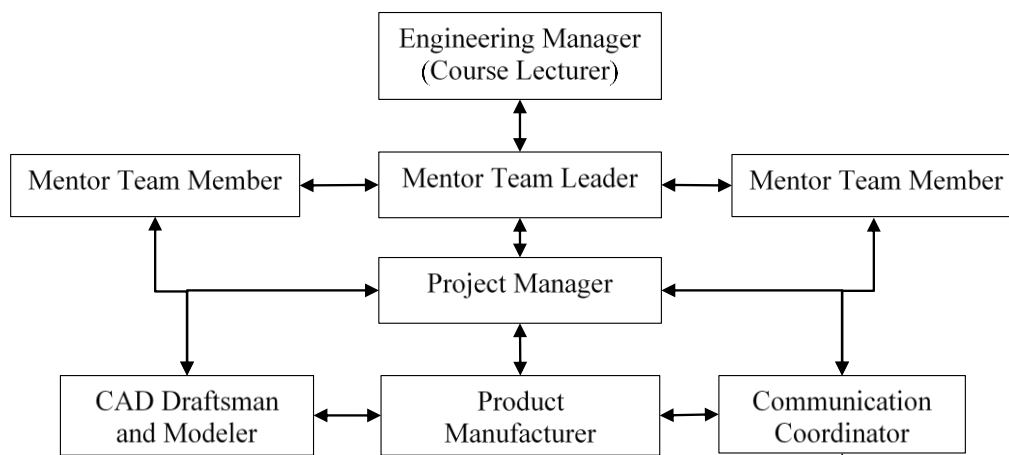 Engineering Manager
(Course Lecturer)
Mentor Team Member
Mentor Team Leader
Mentor Team Member
Project Manager
CAD Draftsman
and Modeler
Product
Manufacturer
Communication
Coordinator